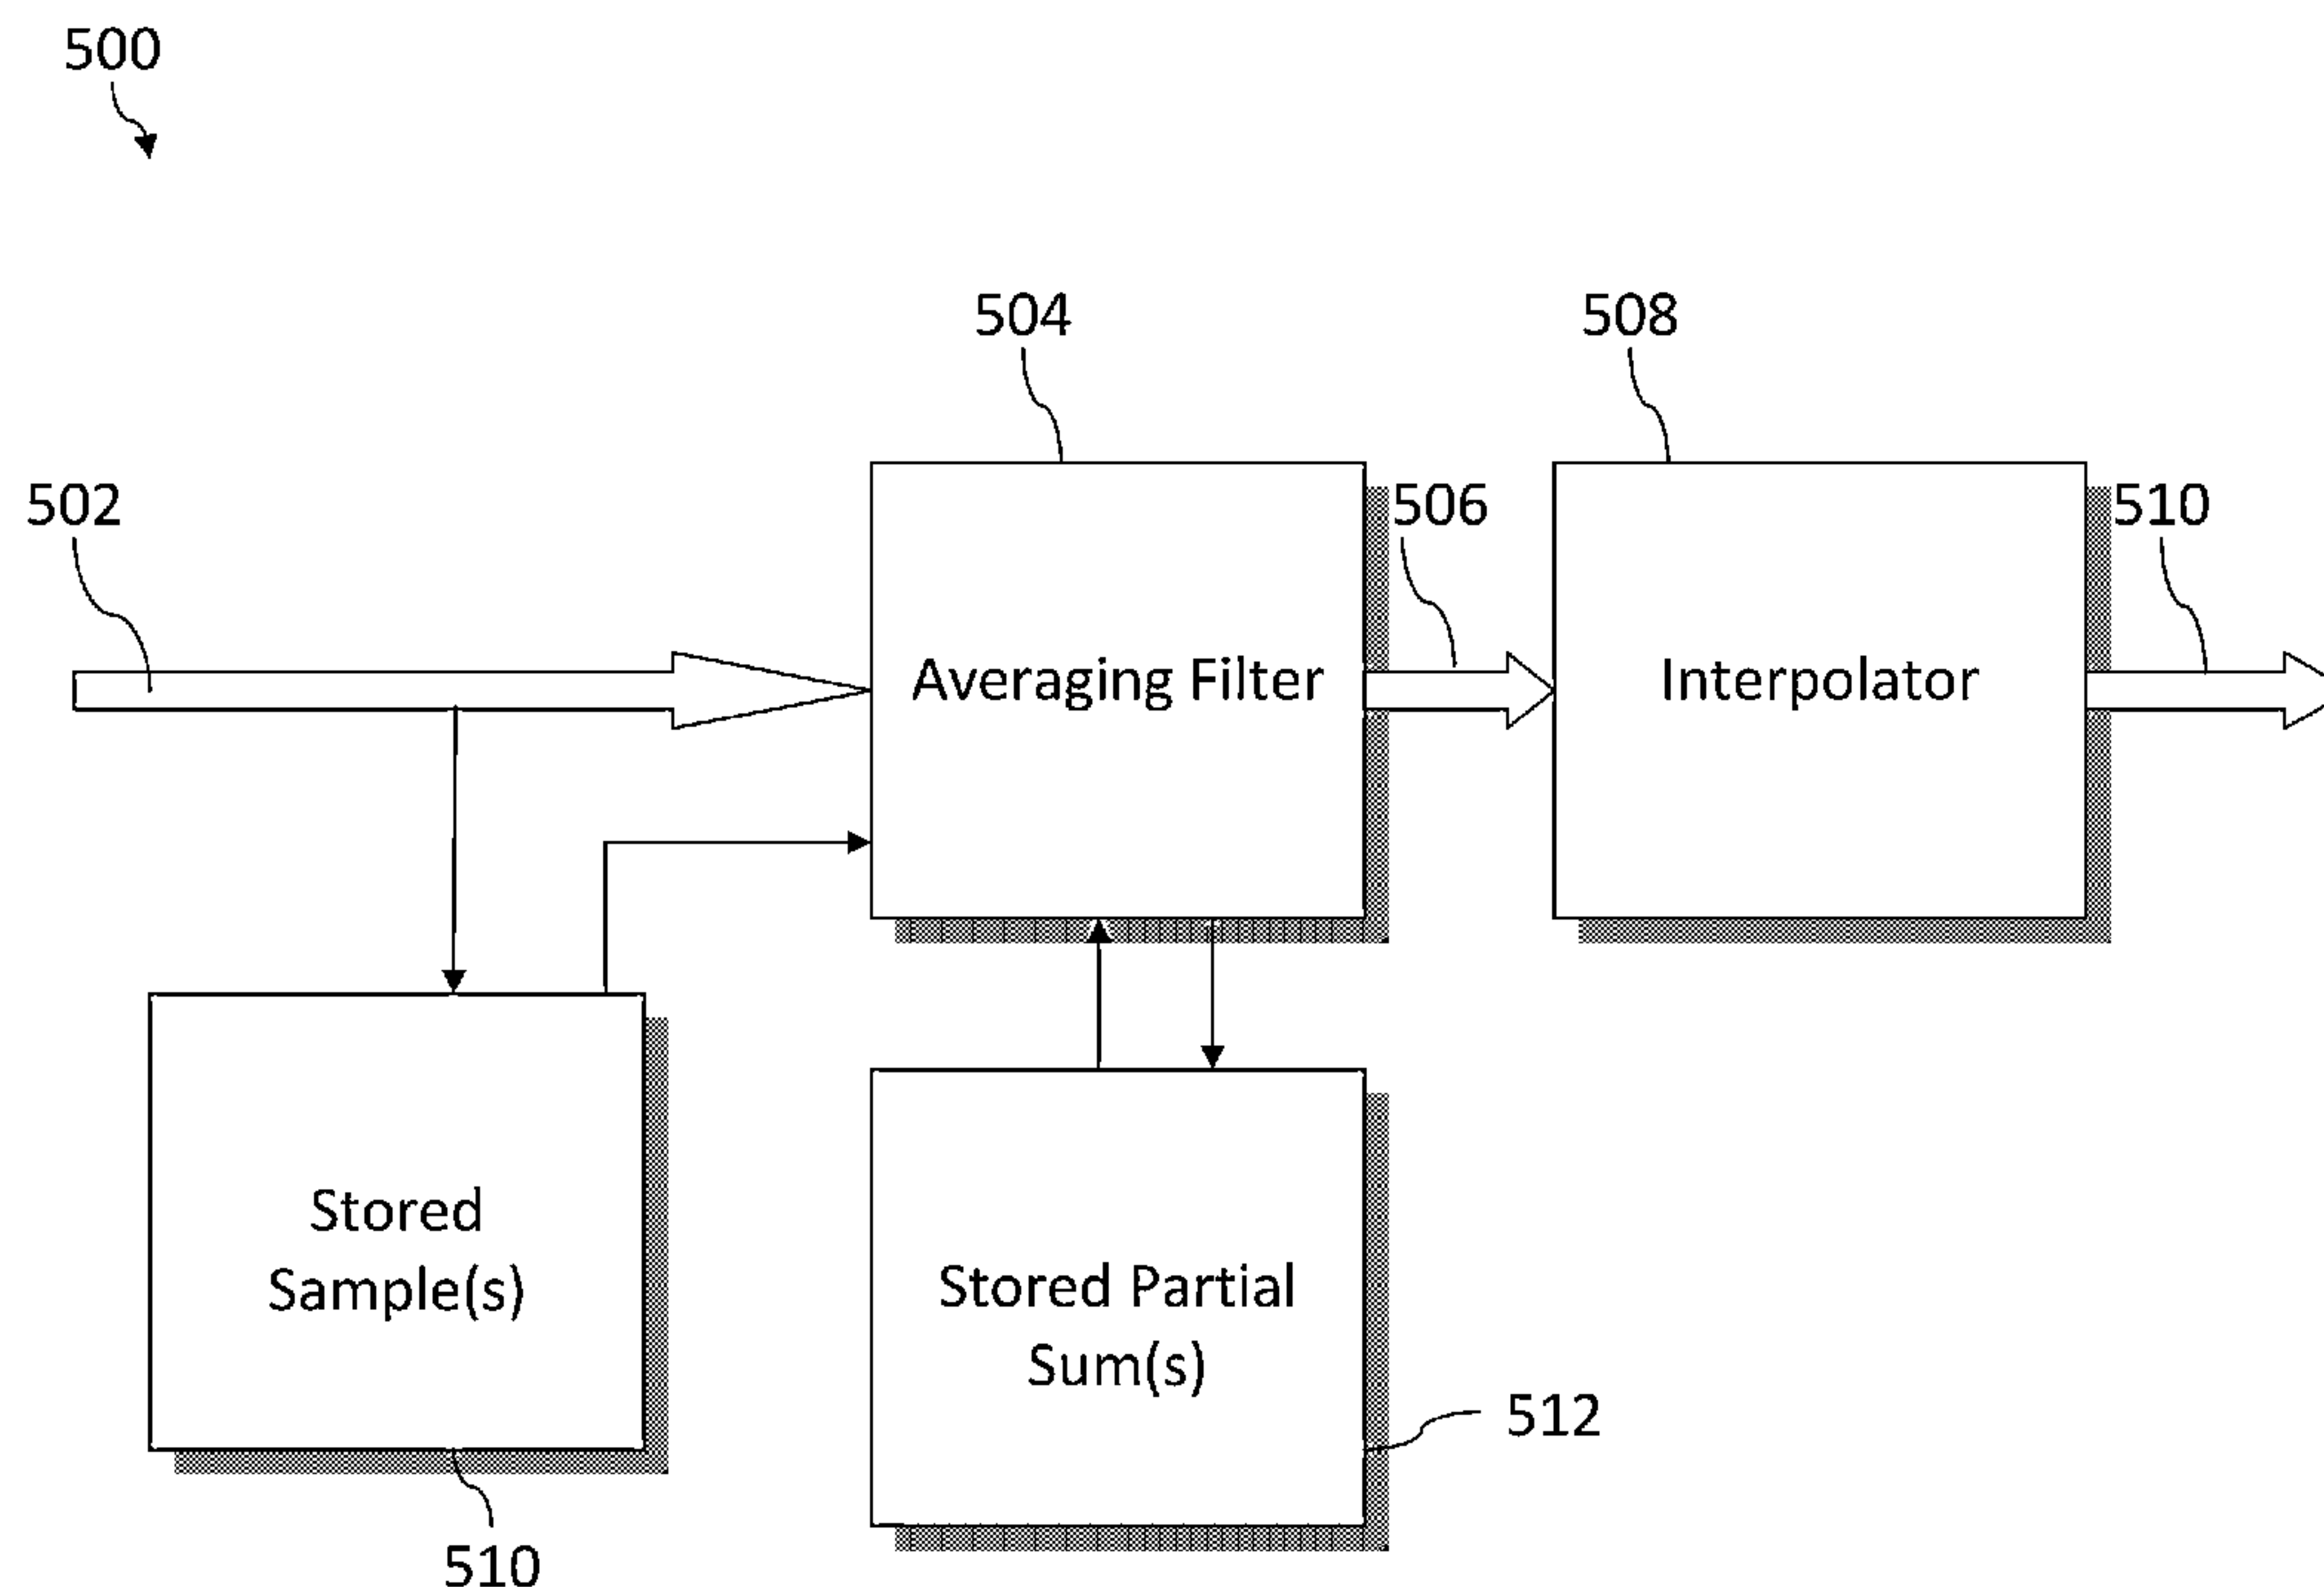 500
504
508
502
506
510
Averaging Filter
Interpolator
Stored
Sample(s)
Stored Partial
Sum(s)
512
510